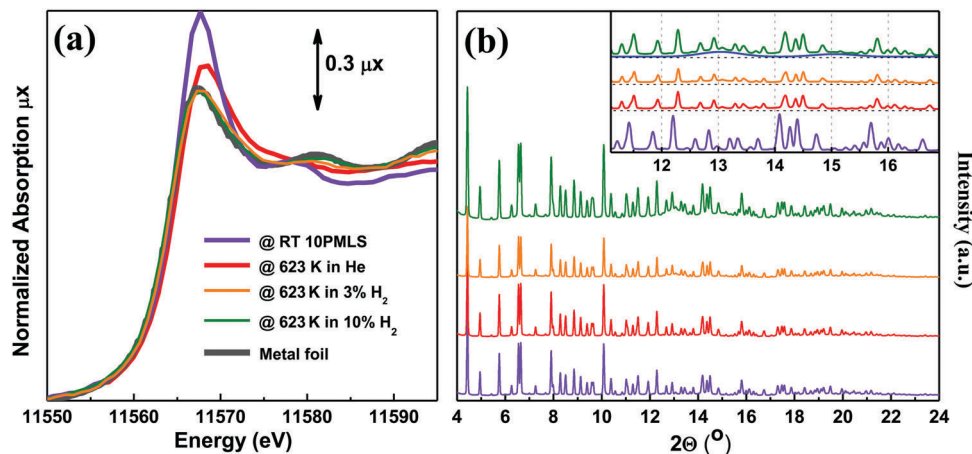 (a)
0.3 µx
Normalized Absorption µx
@ RT 10PMLS
@ 623 K in He
@ 623 K in 3% H₂
@ 623 K in 10% H₂
Metal foil
11550 11560 11570 11580 11590
Energy (eV)
(b)
12 13 14 15 16
Intensity (a.u.)
4 6 8 10 12 14 16 18 20 22 24
2Θ (°)